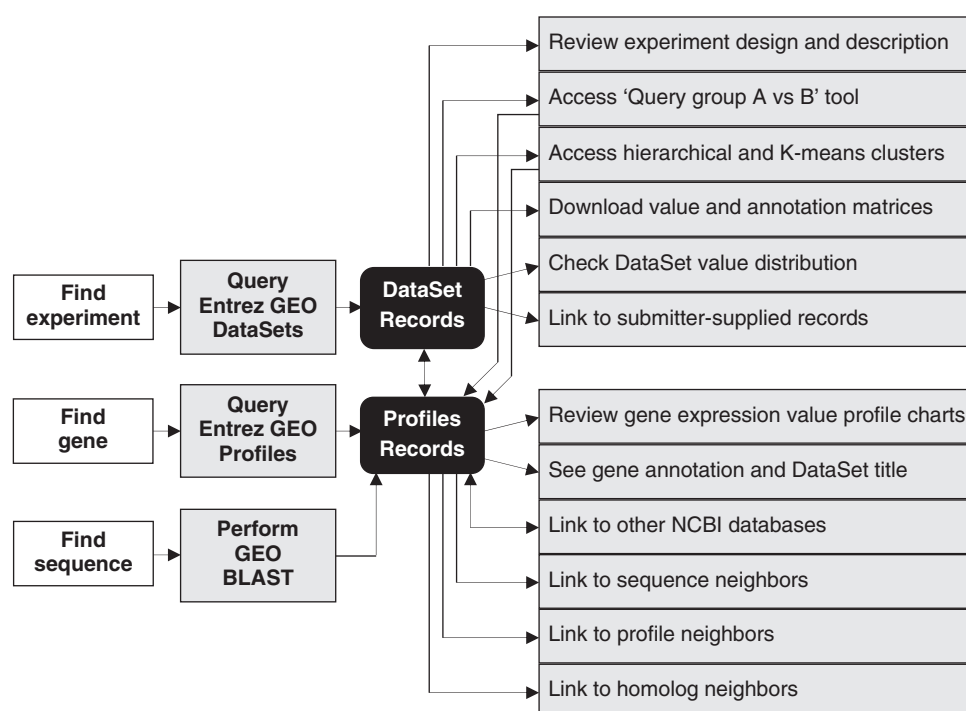 Review experiment design and description
Access ‘Query group A vs B’ tool
Access hierarchical and K-means clusters
Download value and annotation matrices
Check DataSet value distribution
Link to submitter-supplied records
Find
experiment
Query
Entrez GEO
DataSets
DataSet
Records
Find
gene
Query
Entrez GEO
Profiles
Profiles
Records
Review gene expression value profile charts
See gene annotation and DataSet title
Link to other NCBI databases
Link to sequence neighbors
Link to profile neighbors
Link to homolog neighbors
Find
sequence
Perform
GEO
BLAST